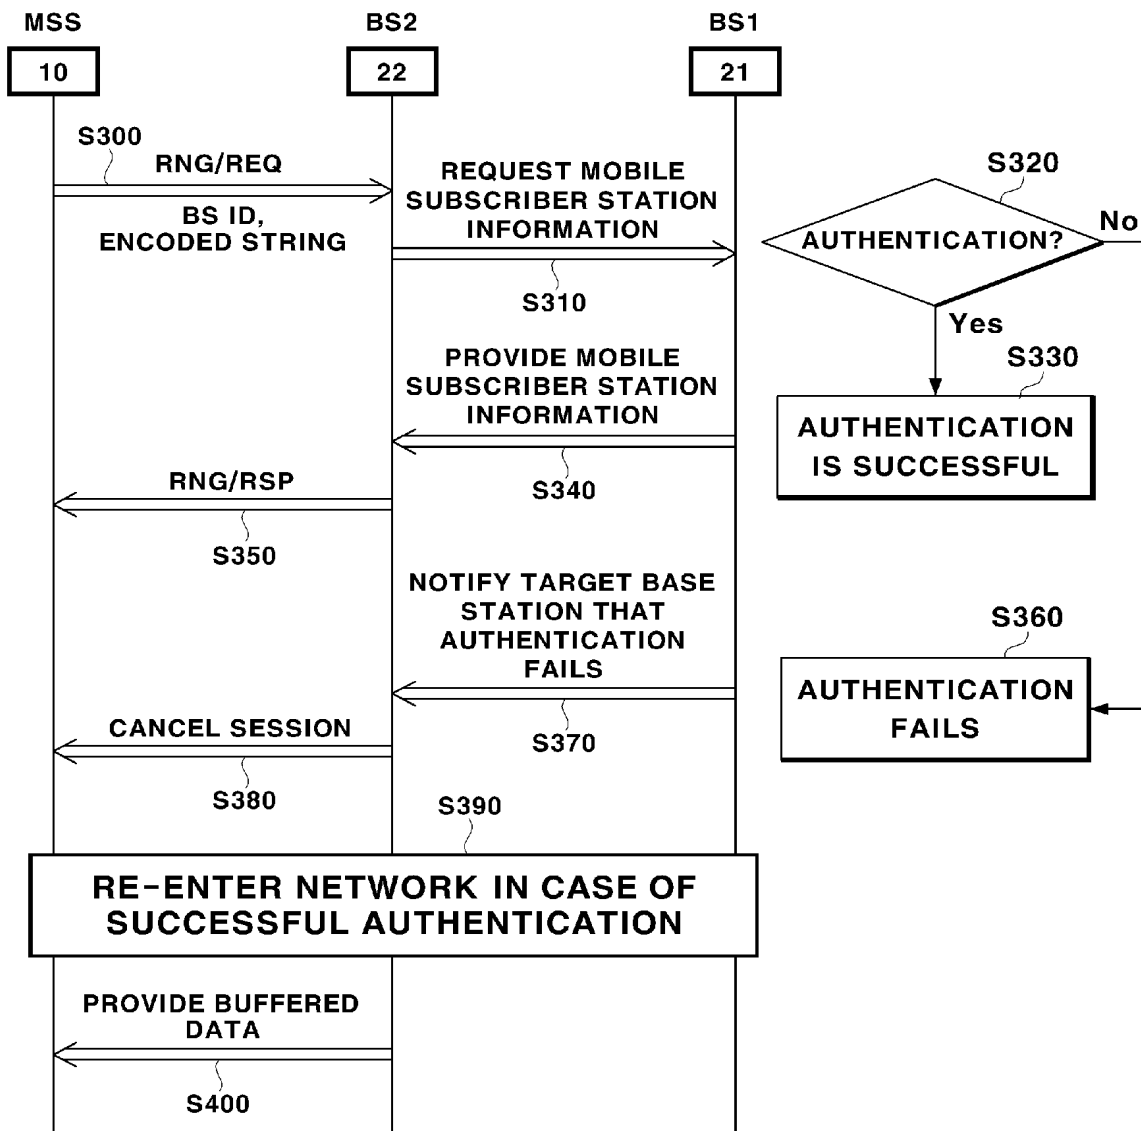 MSS
BS2
BS1
10
22
21
S300
RNG/REQ
BS ID,
ENCODED STRING
REQUEST MOBILE
SUBSCRIBER STATION
INFORMATION
S310
S320
AUTHENTICATION?
No
Yes
S330
AUTHENTICATION
IS SUCCESSFUL
PROVIDE MOBILE
SUBSCRIBER STATION
INFORMATION
S340
RNG/RSP
S350
NOTIFY TARGET BASE
STATION THAT
AUTHENTICATION
FAILS
S360
AUTHENTICATION
FAILS
S370
CANCEL SESSION
S380
S390
RE-ENTER NETWORK IN CASE OF
SUCCESSFUL AUTHENTICATION
PROVIDE BUFFERED
DATA
S400